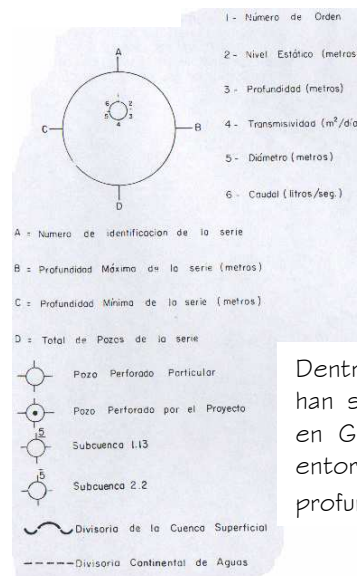 1 - Número de Orden
A
2 - Nivel Estático (metros
3 - Profundidad (metros)
6 1 2
5 4 3
C
B
4 - Transmisividad (m²/día
5 - Diámetro (metros)
D
6 - Caudal (litros/seg.)
A = Numero de identificacion de la serie
B = Profundidad Máxima de la serie (metros)
C = Profundidad Mínima de la serie (metros)
D = Total de Pozos de la serie
Pozo Perforado Particular
Pozo Perforado por el Proyecto
5
Subcuenca 1.13
5
Subcuenca 2.2
Divisoria de la Cuenca Superficial
Divisoria Continental de Aguas
Dentr
han s
en G
entor
profu